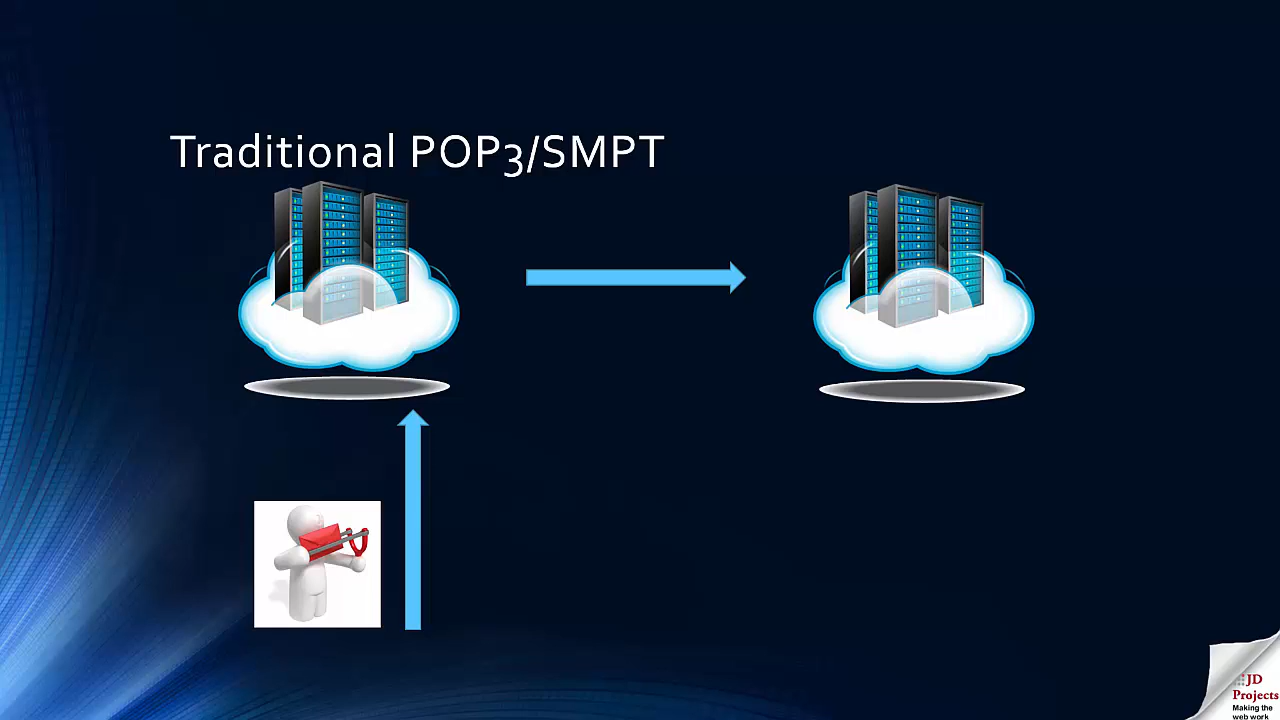 Traditional POP3/SMPT
JD
Projects
Making the
web work